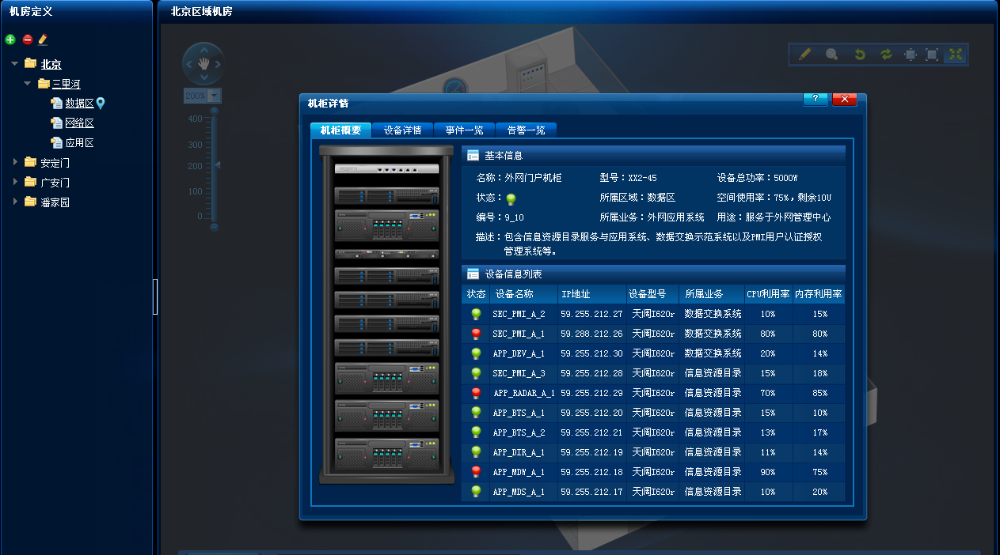 机房定义
北京区域机房
北京
三里河
数据区
网络区
应用区
安定门
广安门
潘家园
200%
400
300
200
100
0
机柜详情
?
机柜概要 设备详情 事件一览 告警一览
基本信息
名称：外网门户机柜 型号：XX2-45 设备总功率：5000W
状态： 所属区域：数据区 空间使用率：75%，剩余10U
编号：9_10 所属业务：外网应用系统 用途：服务于外网管理中心
描述：包含信息资源目录服务与应用系统、数据交换示范系统以及PMI用户认证授权
管理系统等。
设备信息列表
状态 设备名称 IP地址 设备型号 所属业务 CPU利用率 内存利用率
SEC_PMI_A_2 59.255.212.27 天阔I620r 数据交换系统 10% 15%
SEC_PMI_A_1 59.288.212.26 天阔I620r 数据交换系统 80% 80%
APP_DEV_A_1 59.255.212.30 天阔I620r 数据交换系统 20% 14%
SEC_PMI_A_3 59.255.212.28 天阔I620r 信息资源目录 15% 18%
APP_RADAR_A_1 59.255.212.29 天阔I620r 信息资源目录 70% 85%
APP_BTS_A_1 59.255.212.20 天阔I620r 信息资源目录 15% 10%
APP_BTS_A_2 59.255.212.21 天阔I620r 信息资源目录 13% 17%
APP_DIR_A_1 59.255.212.19 天阔I620r 信息资源目录 11% 14%
APP_MDW_A_1 59.255.212.18 天阔I620r 信息资源目录 90% 75%
APP_MDS_A_1 59.255.212.17 天阔I620r 信息资源目录 10% 20%